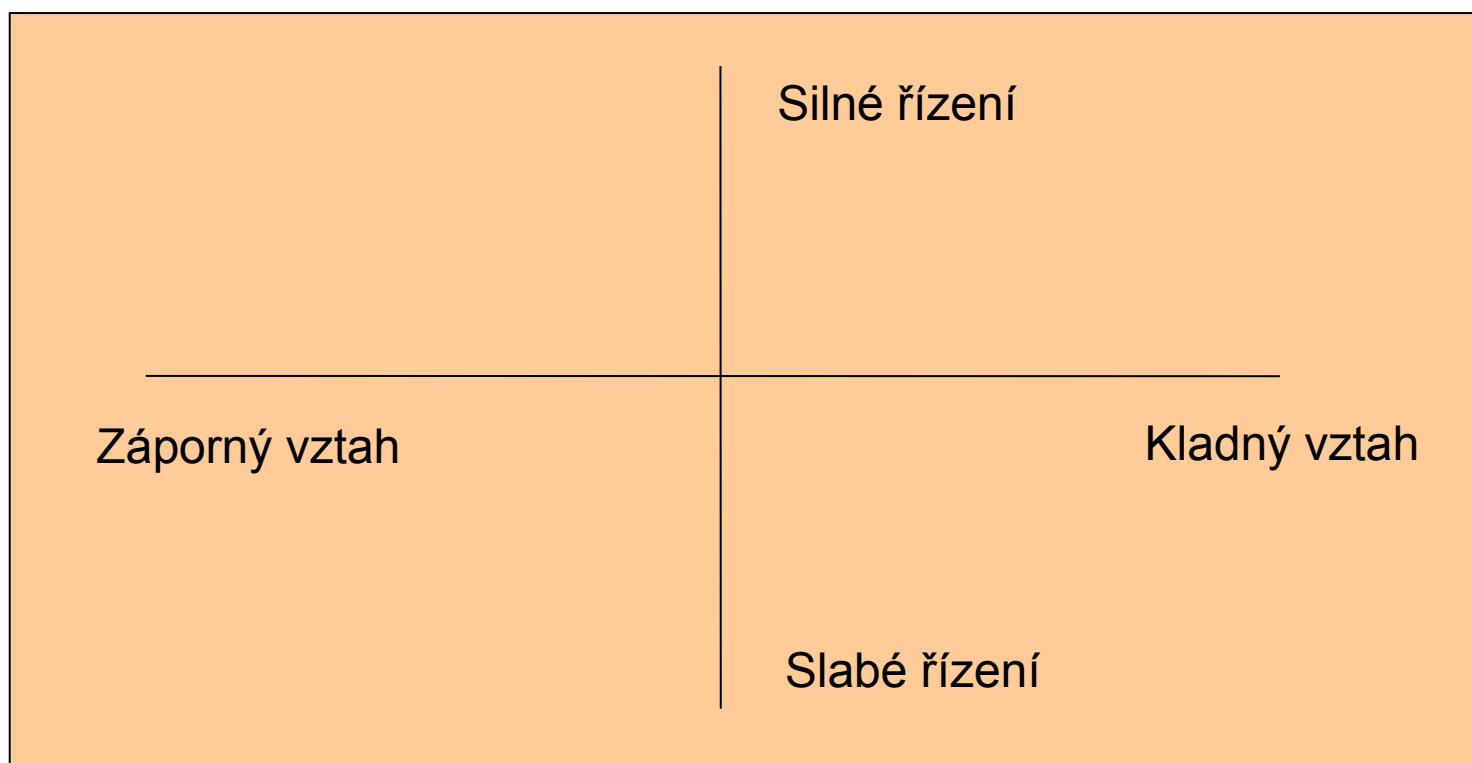 Silné řízení
Záporný vztah
Kladný vztah
Slabé řízení